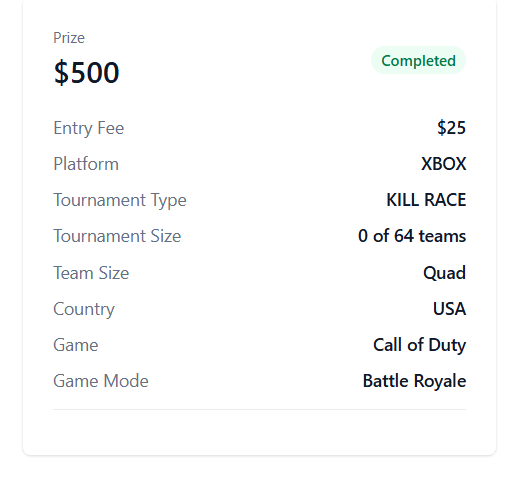 Prize
$500
Completed
Entry Fee $25
Platform XBOX
Tournament Type KILL RACE
Tournament Size 0 of 64 teams
Team Size Quad
Country USA
Game Call of Duty
Game Mode Battle Royale